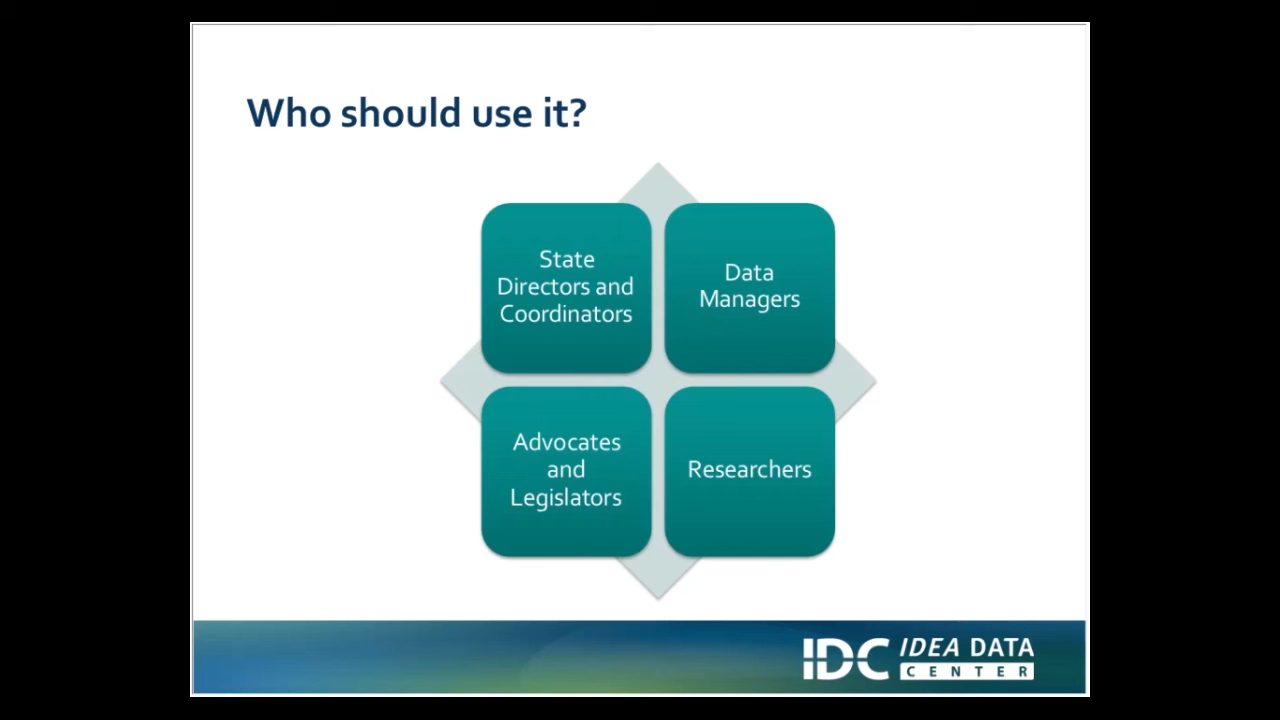 Who should use it?
State
Directors and
Coordinators
Data
Managers
Advocates
and
Legislators
Researchers
IDC IDEA DATA
CENTER